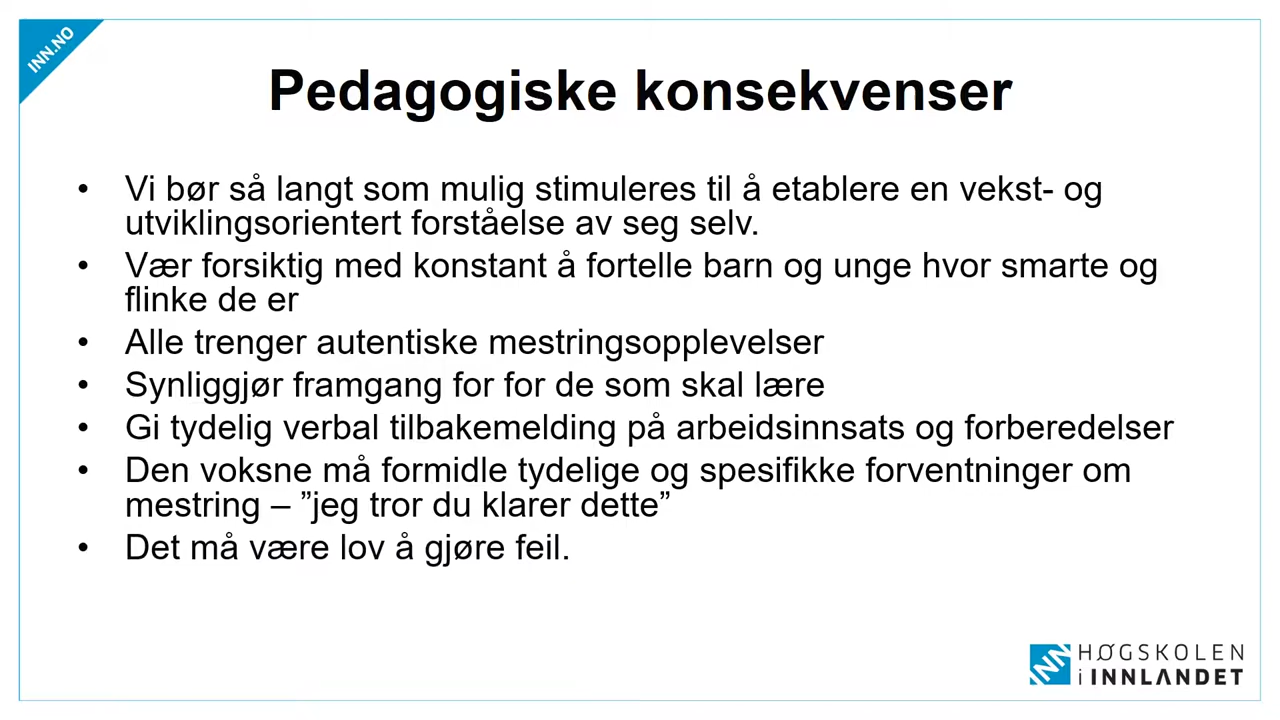 INN.NO
Pedagogiske konsekvenser
• Vi bør så langt som mulig stimuleres til å etablere en vekst- og
utviklingsorientert forståelse av seg selv.
• Vær forsiktig med konstant å fortelle barn og unge hvor smarte og
flinke de er
• Alle trenger autentiske mestringsopplevelser
• Synliggjør framgang for for de som skal lære
• Gi tydelig verbal tilbakemelding på arbeidsinnsats og forberedelser
• Den voksne må formidle tydelige og spesifikke forventninger om
mestring – ”jeg tror du klarer dette”
• Det må være lov å gjøre feil.
INN HØGSKOLEN
i INNLANDET